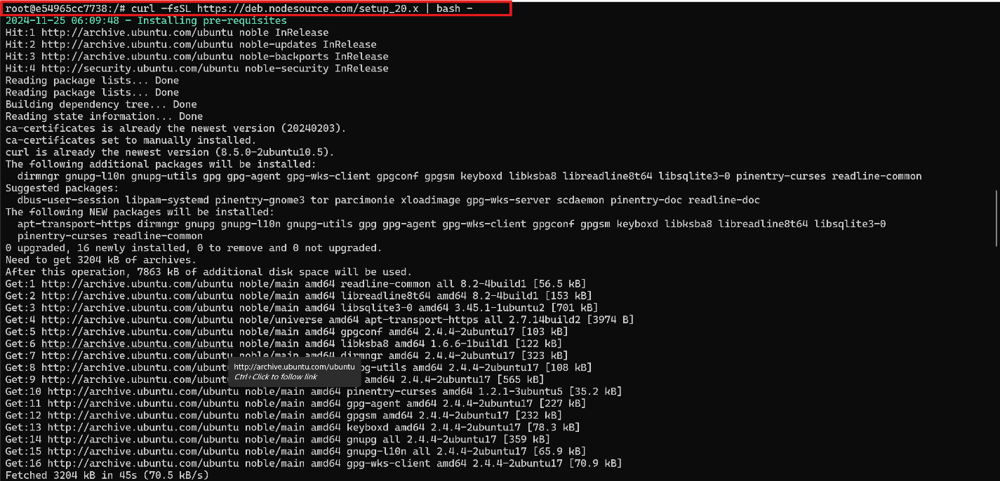 root@e54965cc7738:/# curl -fsSL https://deb.nodesource.com/setup_20.x | bash -
2024-11-25 06:09:48 - Installing pre-requisites
Hit:1 http://archive.ubuntu.com/ubuntu noble InRelease
Hit:2 http://archive.ubuntu.com/ubuntu noble-updates InRelease
Hit:3 http://archive.ubuntu.com/ubuntu noble-backports InRelease
Hit:4 http://security.ubuntu.com/ubuntu noble-security InRelease
Reading package lists... Done
Reading package lists... Done
Building dependency tree... Done
Reading state information... Done
ca-certificates is already the newest version (20240203).
ca-certificates set to manually installed.
curl is already the newest version (8.5.0-2ubuntu10.5).
The following additional packages will be installed:
  dirmngr gnupg-l10n gnupg-utils gpg gpg-agent gpg-wks-client gpgconf gpgsm keyboxd libksba8 libreadline8t64 libsqlite3-0 pinentry-curses readline-common
Suggested packages:
  dbus-user-session libpam-systemd pinentry-gnome3 tor parcimonie xloadimage gpg-wks-server scdaemon pinentry-doc readline-doc
The following NEW packages will be installed:
  apt-transport-https dirmngr gnupg gnupg-l10n gnupg-utils gpg gpg-agent gpg-wks-client gpgconf gpgsm keyboxd libksba8 libreadline8t64 libsqlite3-0
  pinentry-curses readline-common
0 upgraded, 16 newly installed, 0 to remove and 0 not upgraded.
Need to get 3204 kB of archives.
After this operation, 7863 kB of additional disk space will be used.
Get:1 http://archive.ubuntu.com/ubuntu noble/main amd64 readline-common all 8.2-4build1 [56.5 kB]
Get:2 http://archive.ubuntu.com/ubuntu noble/main amd64 libreadline8t64 amd64 8.2-4build1 [153 kB]
Get:3 http://archive.ubuntu.com/ubuntu noble/main amd64 libsqlite3-0 amd64 3.45.1-1ubuntu2 [701 kB]
Get:4 http://archive.ubuntu.com/ubuntu noble/universe amd64 apt-transport-https all 2.7.14build2 [3974 B]
Get:5 http://archive.ubuntu.com/ubuntu noble/main amd64 gpgconf amd64 2.4.4-2ubuntu17 [103 kB]
Get:6 http://archive.ubuntu.com/ubuntu noble/main amd64 libksba8 amd64 1.6.6-1build1 [122 kB]
Get:7 http://archive.ubuntu.com/ubuntu noble/main amd64 dirmngr amd64 2.4.4-2ubuntu17 [323 kB]
http://archive.ubuntu.com/ubuntu
Ctrl+Click to follow link
Get:8 http://archive.ubuntu.com/ubunt pg-utils amd64 2.4.4-2ubuntu17 [108 kB]
Get:9 http://archive.ubuntu.com/ubunt amd64 2.4.4-2ubuntu17 [565 kB]
Get:10 http://archive.ubuntu.com/ubuntu noble/main amd64 pinentry-curses amd64 1.2.1-3ubuntu5 [35.2 kB]
Get:11 http://archive.ubuntu.com/ubuntu noble/main amd64 gpg-agent amd64 2.4.4-2ubuntu17 [227 kB]
Get:12 http://archive.ubuntu.com/ubuntu noble/main amd64 gpgsm amd64 2.4.4-2ubuntu17 [232 kB]
Get:13 http://archive.ubuntu.com/ubuntu noble/main amd64 keyboxd amd64 2.4.4-2ubuntu17 [78.3 kB]
Get:14 http://archive.ubuntu.com/ubuntu noble/main amd64 gnupg all 2.4.4-2ubuntu17 [359 kB]
Get:15 http://archive.ubuntu.com/ubuntu noble/main amd64 gnupg-l10n all 2.4.4-2ubuntu17 [65.9 kB]
Get:16 http://archive.ubuntu.com/ubuntu noble/main amd64 gpg-wks-client amd64 2.4.4-2ubuntu17 [70.9 kB]
Fetched 3204 kB in 45s (70.5 kB/s)